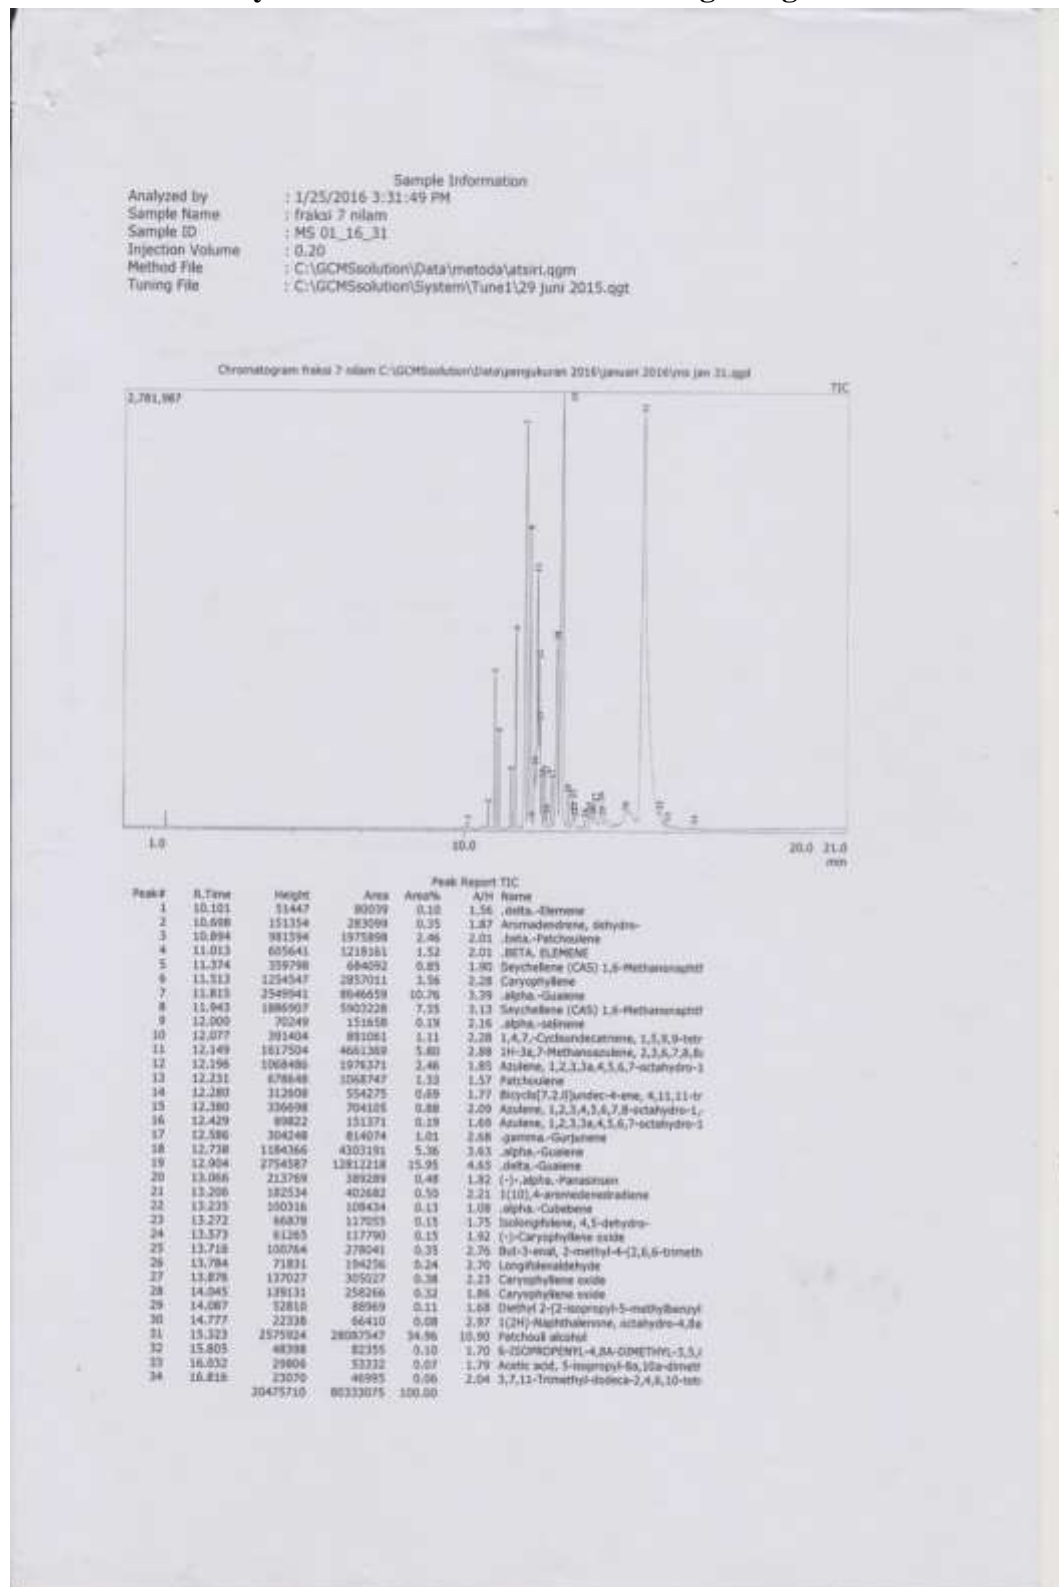 Sample Information
Analyzed by : 1/25/2016 3:31:49 PM
Sample Name : fraksi 7 nilam
Sample ID : MS 01_16_31
Injection Volume : 0.20
Method File : C:\GCMSsolution\Data\metoda\atsiri.qgm
Tuning File : C:\GCMSsolution\System\Tune1\29 juni 2015.qgt
Chromatogram fraksi 7 nilam C:\GCMSsolution\Data\pengukuran 2016\januari 2016\ms jan 31.qgd
2,781,987
TIC
1.0 10.0 20.0 21.0
min
Peak Report TIC
Peak# R.Time Height Area Area% A/H Name
1 10.101 51447 80039 0.10 1.56 .delta.-Elemene
2 10.698 151354 283099 0.35 1.87 Aromadendrene, dehydro-
3 10.894 981594 1975898 2.46 2.01 .beta.-Patchoulene
4 11.013 605641 1218161 1.52 2.01 .BETA. ELEMENE
5 11.374 359798 684092 0.85 1.90 Seychellene (CAS) 1,6-Methanonaphth
6 11.513 1254547 2857011 3.56 2.28 Caryophyllene
7 11.815 2549941 8646659 10.76 3.39 .alpha.-Guaiene
8 11.943 1886907 5903228 7.35 3.13 Seychellene (CAS) 1,6-Methanonaphth
9 12.000 70249 151658 0.19 2.16 .alpha.-selinene
10 12.077 391404 891061 1.11 2.28 1,4,7,-Cycloundecatriene, 1,5,9,9-tetr
11 12.149 1617504 4661369 5.80 2.88 1H-3a,7-Methanoazulene, 2,3,6,7,8,8a
12 12.196 1068486 1976371 2.46 1.85 Azulene, 1,2,3,3a,4,5,6,7-octahydro-1
13 12.231 678648 1068747 1.33 1.57 Patchoulene
14 12.280 312608 554275 0.69 1.77 Bicyclo[7.2.0]undec-4-ene, 4,11,11-tr
15 12.380 336698 704105 0.88 2.09 Azulene, 1,2,3,4,5,6,7,8-octahydro-1,
16 12.429 89822 151371 0.19 1.69 Azulene, 1,2,3,3a,4,5,6,7-octahydro-1
17 12.586 304248 814074 1.01 2.68 .gamma.-Gurjunene
18 12.738 1184366 4303191 5.36 3.63 .alpha.-Guaiene
19 12.904 2754587 12812218 15.95 4.65 .delta.-Guaiene
20 13.066 213769 389289 0.48 1.82 (-)-.alpha.-Panasinsen
21 13.206 182534 402682 0.50 2.21 1(10),4-aromedenedradiene
22 13.235 100316 108434 0.13 1.08 .alpha.-Cubebene
23 13.272 66878 117055 0.15 1.75 Isolongifolene, 4,5-dehydro-
24 13.573 61265 117790 0.15 1.92 (-)-Caryophyllene oxide
25 13.718 100764 278041 0.35 2.76 But-3-enal, 2-methyl-4-(2,6,6-trimeth
26 13.784 71831 194256 0.24 2.70 Longifolenaldehyde
27 13.876 137027 305027 0.38 2.23 Caryophyllene oxide
28 14.045 139131 258266 0.32 1.86 Caryophyllene oxide
29 14.087 52810 88969 0.11 1.68 Diethyl 2-(2-isopropyl-5-methylbenzyl
30 14.777 22338 66410 0.08 2.97 1(2H)-Naphthalenone, octahydro-4,8a
31 15.323 2575924 28087547 34.96 10.90 Patchouli alcohol
32 15.805 48398 82355 0.10 1.70 6-ISOPROPENYL-4,8A-DIMETHYL-3,5,
33 16.032 29806 53332 0.07 1.79 Acetic acid, 5-isopropyl-8a,10a-dimeth
34 16.816 23070 46995 0.06 2.04 3,7,11-Trimethyl-dodeca-2,4,6,10-tet
20475710 80333075 100.00